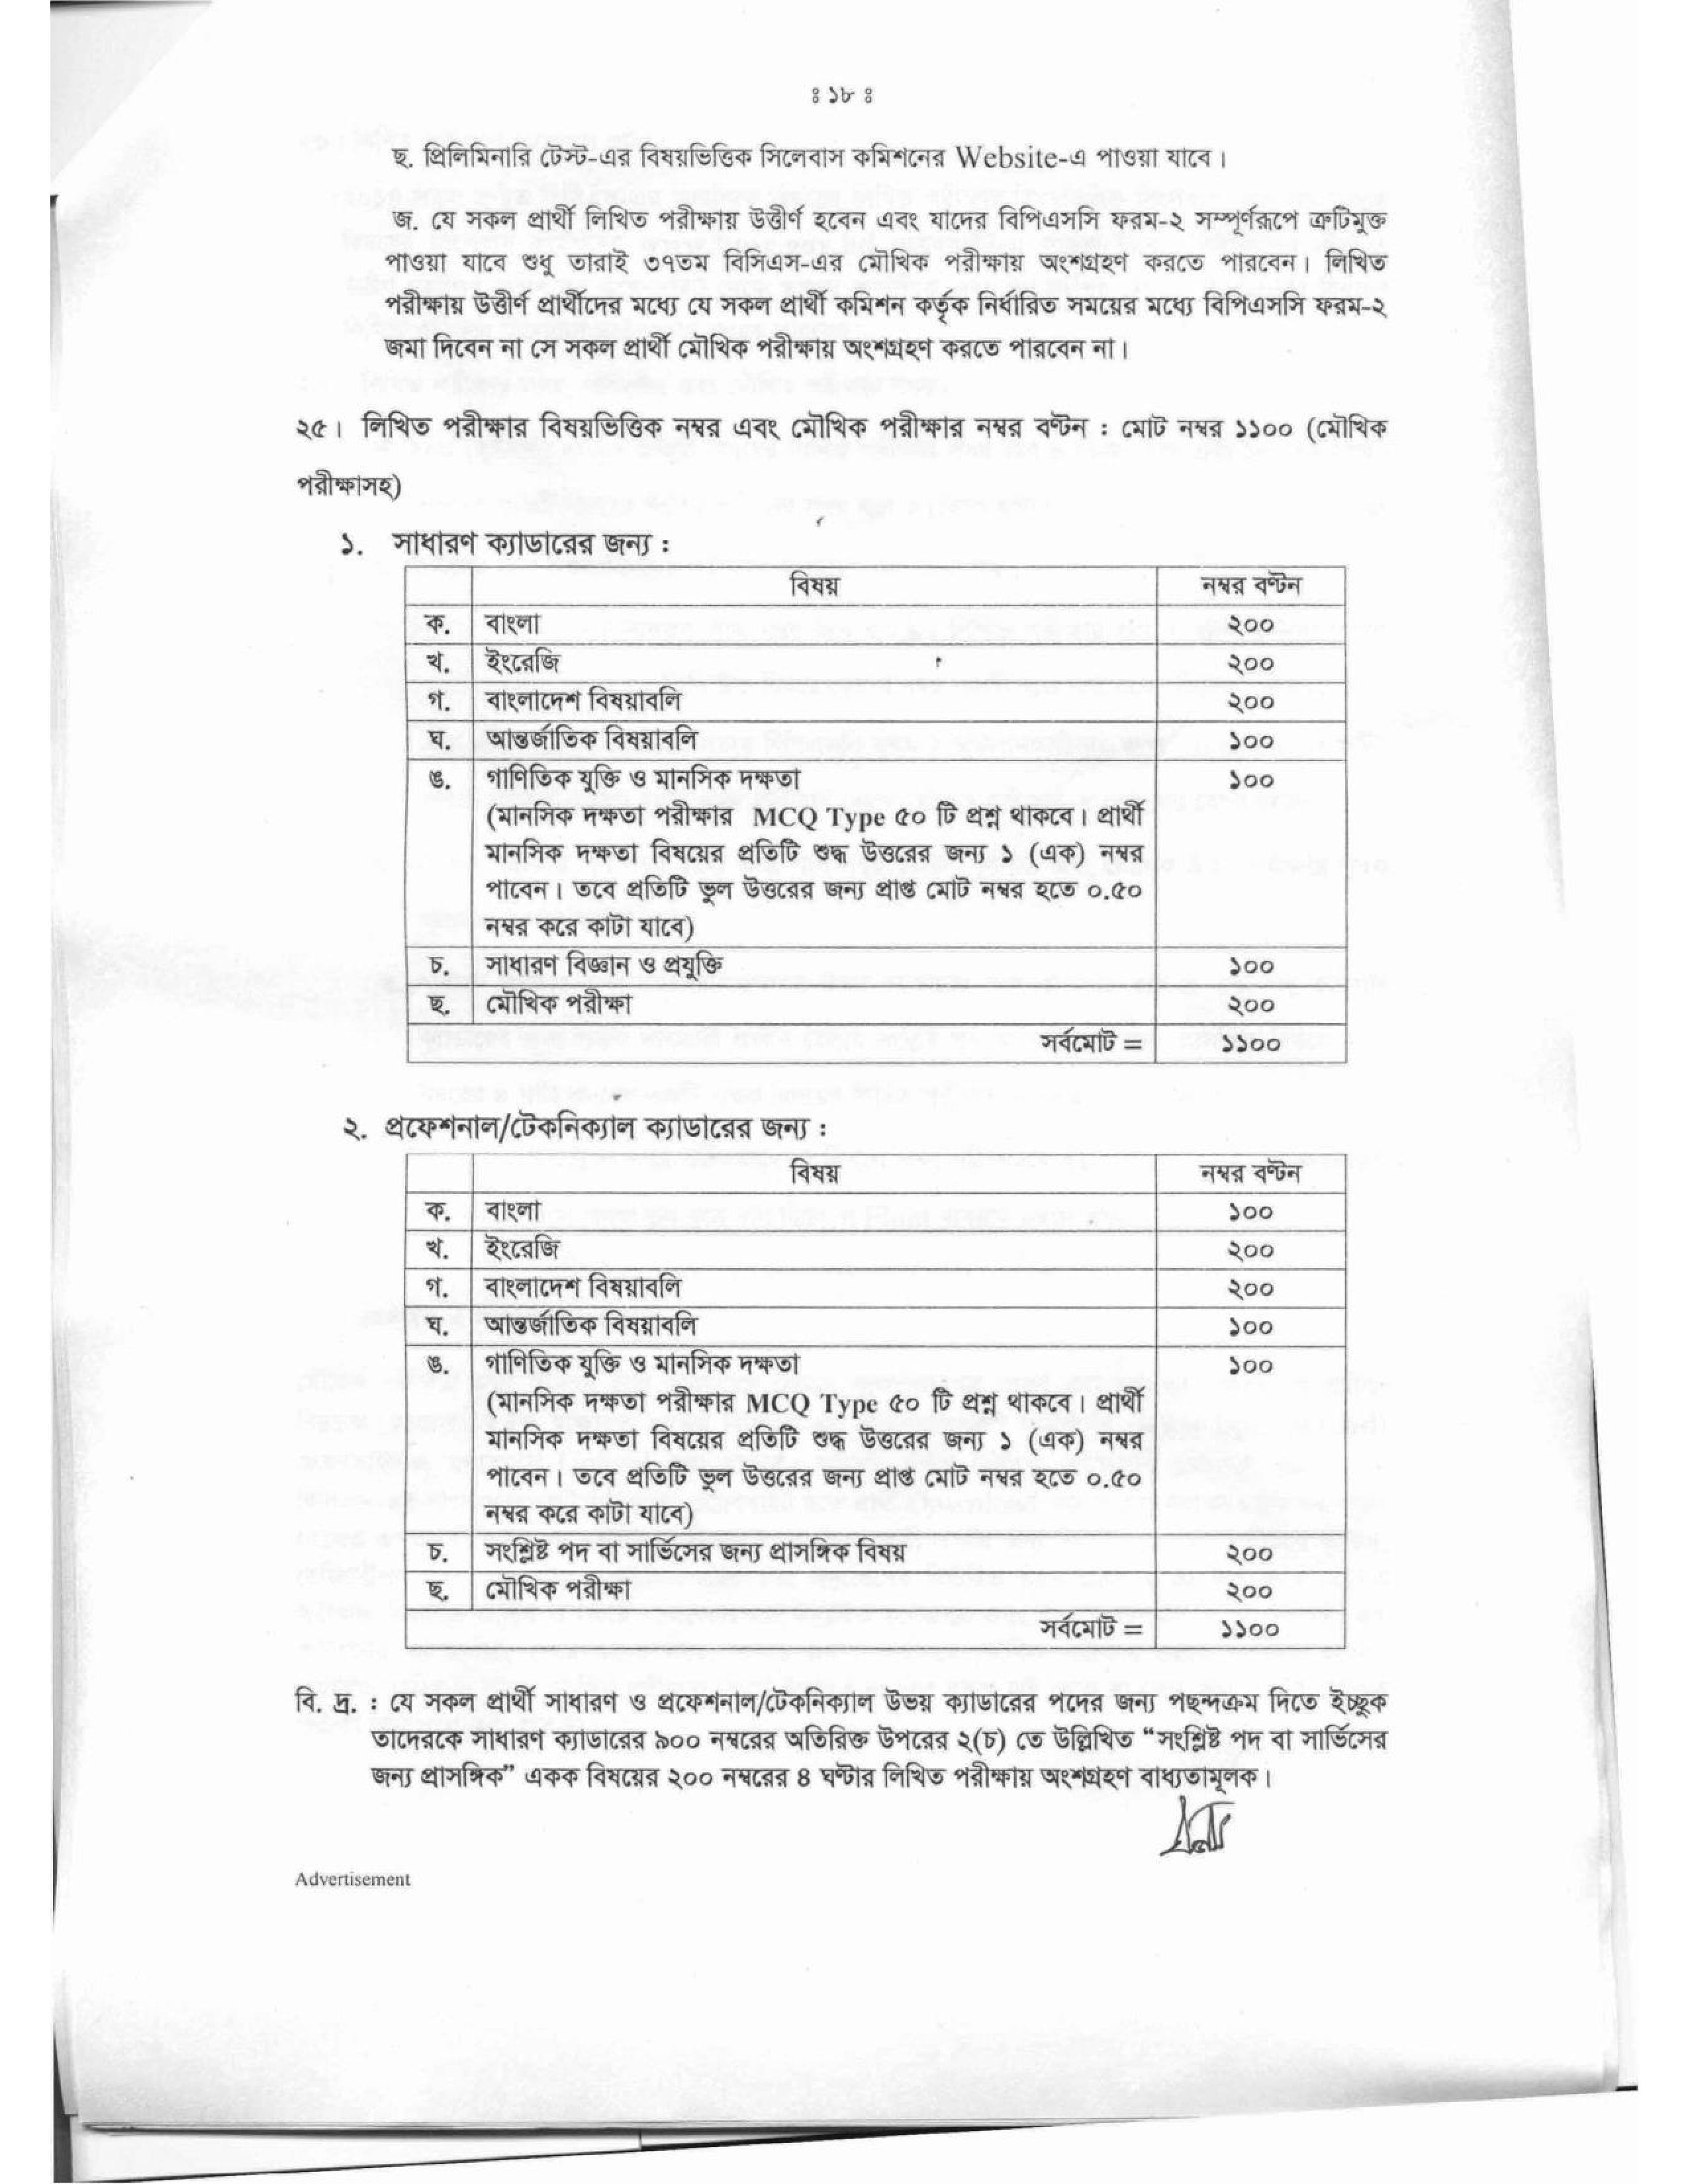 ঃ ১৮ ঃ
ছ. প্রিলিমিনারি টেস্ট-এর বিষয়ভিত্তিক সিলেবাস কমিশনের Website-এ পাওয়া যাবে।
জ. যে সকল প্রার্থী লিখিত পরীক্ষায় উত্তীর্ণ হবেন এবং যাদের বিপিএসসি ফরম-২ সম্পূর্ণরূপে ত্রুটিমুক্ত
পাওয়া যাবে শুধু তারাই ৩৭তম বিসিএস-এর মৌখিক পরীক্ষায় অংশগ্রহণ করতে পারবেন। লিখিত
পরীক্ষায় উত্তীর্ণ প্রার্থীদের মধ্যে যে সকল প্রার্থী কমিশন কর্তৃক নির্ধারিত সময়ের মধ্যে বিপিএসসি ফরম-২
জমা দিবেন না সে সকল প্রার্থী মৌখিক পরীক্ষায় অংশগ্রহণ করতে পারবেন না।
২৫। লিখিত পরীক্ষার বিষয়ভিত্তিক নম্বর এবং মৌখিক পরীক্ষার নম্বর বণ্টন : মোট নম্বর ১১০০ (মৌখিক
পরীক্ষাসহ)
১. সাধারণ ক্যাডারের জন্য :
বিষয় নম্বর বণ্টন
ক. বাংলা ২০০
খ. ইংরেজি ২০০
গ. বাংলাদেশ বিষয়াবলি ২০০
ঘ. আন্তর্জাতিক বিষয়াবলি ১০০
ঙ. গাণিতিক যুক্তি ও মানসিক দক্ষতা ১০০
(মানসিক দক্ষতা পরীক্ষার MCQ Type ৫০ টি প্রশ্ন থাকবে। প্রার্থী
মানসিক দক্ষতা বিষয়ের প্রতিটি শুদ্ধ উত্তরের জন্য ১ (এক) নম্বর
পাবেন। তবে প্রতিটি ভুল উত্তরের জন্য প্রাপ্ত মোট নম্বর হতে ০.৫০
নম্বর করে কাটা যাবে)
চ. সাধারণ বিজ্ঞান ও প্রযুক্তি ১০০
ছ. মৌখিক পরীক্ষা ২০০
সর্বমোট = ১১০০
২. প্রফেশনাল/টেকনিক্যাল ক্যাডারের জন্য :
বিষয় নম্বর বণ্টন
ক. বাংলা ১০০
খ. ইংরেজি ২০০
গ. বাংলাদেশ বিষয়াবলি ২০০
ঘ. আন্তর্জাতিক বিষয়াবলি ১০০
ঙ. গাণিতিক যুক্তি ও মানসিক দক্ষতা ১০০
(মানসিক দক্ষতা পরীক্ষার MCQ Type ৫০ টি প্রশ্ন থাকবে। প্রার্থী
মানসিক দক্ষতা বিষয়ের প্রতিটি শুদ্ধ উত্তরের জন্য ১ (এক) নম্বর
পাবেন। তবে প্রতিটি ভুল উত্তরের জন্য প্রাপ্ত মোট নম্বর হতে ০.৫০
নম্বর করে কাটা যাবে)
চ. সংশ্লিষ্ট পদ বা সার্ভিসের জন্য প্রাসঙ্গিক বিষয় ২০০
ছ. মৌখিক পরীক্ষা ২০০
সর্বমোট = ১১০০
বি. দ্র. : যে সকল প্রার্থী সাধারণ ও প্রফেশনাল/টেকনিক্যাল উভয় ক্যাডারের পদের জন্য পছন্দক্রম দিতে ইচ্ছুক
তাদেরকে সাধারণ ক্যাডারের ৯০০ নম্বরের অতিরিক্ত উপরের ২(চ) তে উল্লিখিত “সংশ্লিষ্ট পদ বা সার্ভিসের
জন্য প্রাসঙ্গিক” একক বিষয়ের ২০০ নম্বরের ৪ ঘণ্টার লিখিত পরীক্ষায় অংশগ্রহণ বাধ্যতামূলক।
Advertisement